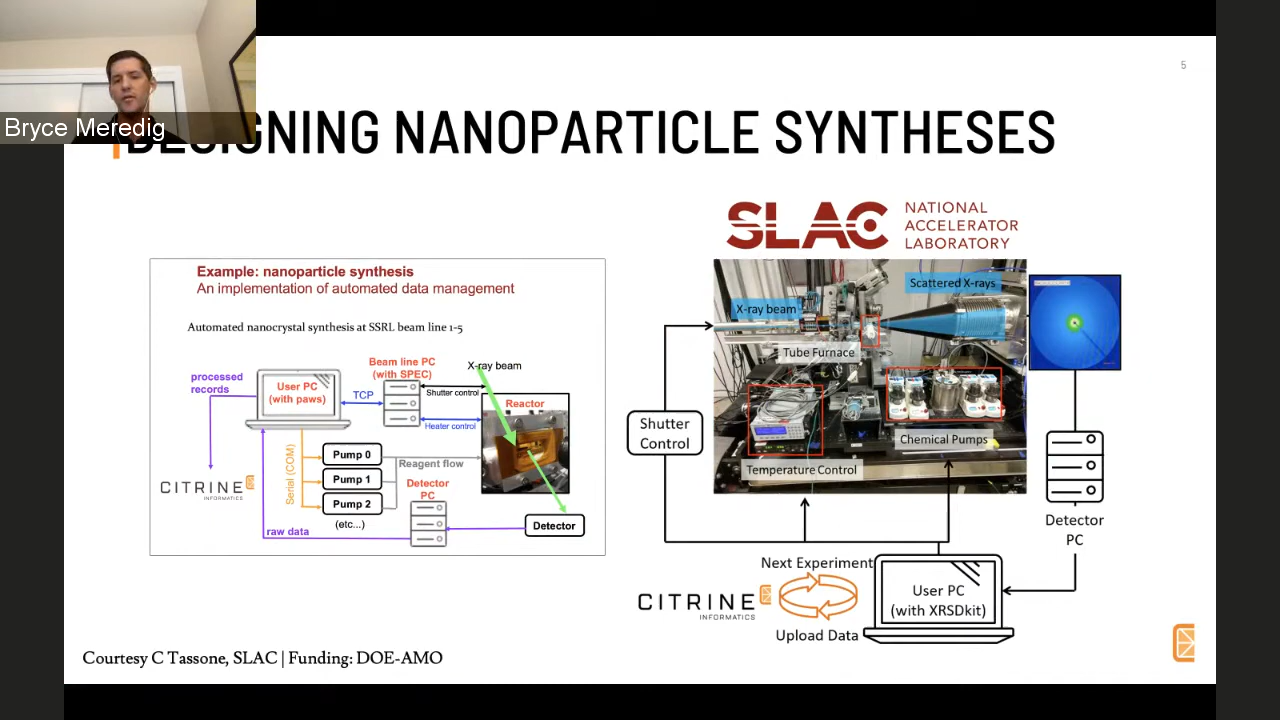 Bryce Meredig
5
DESIGNING NANOPARTICLE SYNTHESES
SLAC
NATIONAL
ACCELERATOR
LABORATORY
Example: nanoparticle synthesis
An implementation of automated data management
Automated nanocrystal synthesis at SSRL beam line 1-5
processed
records
User PC
(with paws)
TCP
Beam line PC
(with SPEC)
Shutter control
Heater control
X-ray beam
Reactor
Serial (COM)
Pump 0
Pump 1
Pump 2
(etc...)
Reagent flow
Detector
PC
Detector
raw data
CITRINE
INFORMATICS
X-ray beam
Scattered X-rays
Tube Furnace
Chemical Pumps
Temperature Control
Shutter
Control
Detector
PC
Next Experiment
CITRINE
INFORMATICS
Upload Data
User PC
(with XRSDkit)
Courtesy C Tassone, SLAC | Funding: DOE-AMO